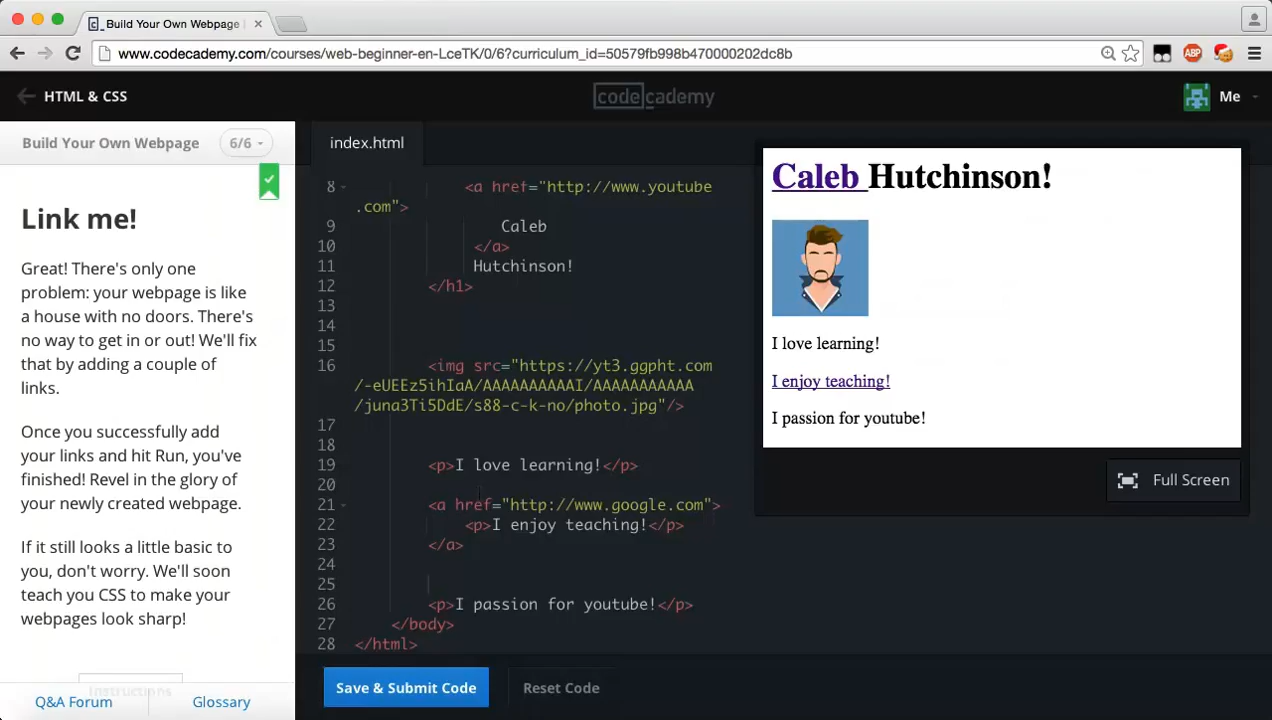 _Build Your Own Webpage |
www.codecademy.com/courses/web-beginner-en-LceTK/0/6?curriculum_id=50579fb998b470000202dc8b
ABP
HTML & CSS
codecademy
Me
Build Your Own Webpage 6/6
Link me!
Great! There's only one
problem: your webpage is like
a house with no doors. There's
no way to get in or out! We'll fix
that by adding a couple of
links.
Once you successfully add
your links and hit Run, you've
finished! Revel in the glory of
your newly created webpage.
If it still looks a little basic to
you, don't worry. We'll soon
teach you CSS to make your
webpages look sharp!
Instructions
Q&A Forum Glossary
index.html
8 <a href="http://www.youtube
.com">
9 Caleb
10 </a>
11 Hutchinson!
12 </h1>
13
14
15
16 <img src="https://yt3.ggpht.com
/-eUEEz5ihIaA/AAAAAAAAAAI/AAAAAAAAAAA
/juna3Ti5DdE/s88-c-k-no/photo.jpg"/>
17
18
19 <p>I love learning!</p>
20
21 <a href="http://www.google.com">
22 <p>I enjoy teaching!</p>
23 </a>
24
25
26 <p>I passion for youtube!</p>
27 </body>
28 </html>
Save & Submit Code Reset Code
Caleb Hutchinson!
I love learning!
I enjoy teaching!
I passion for youtube!
Full Screen